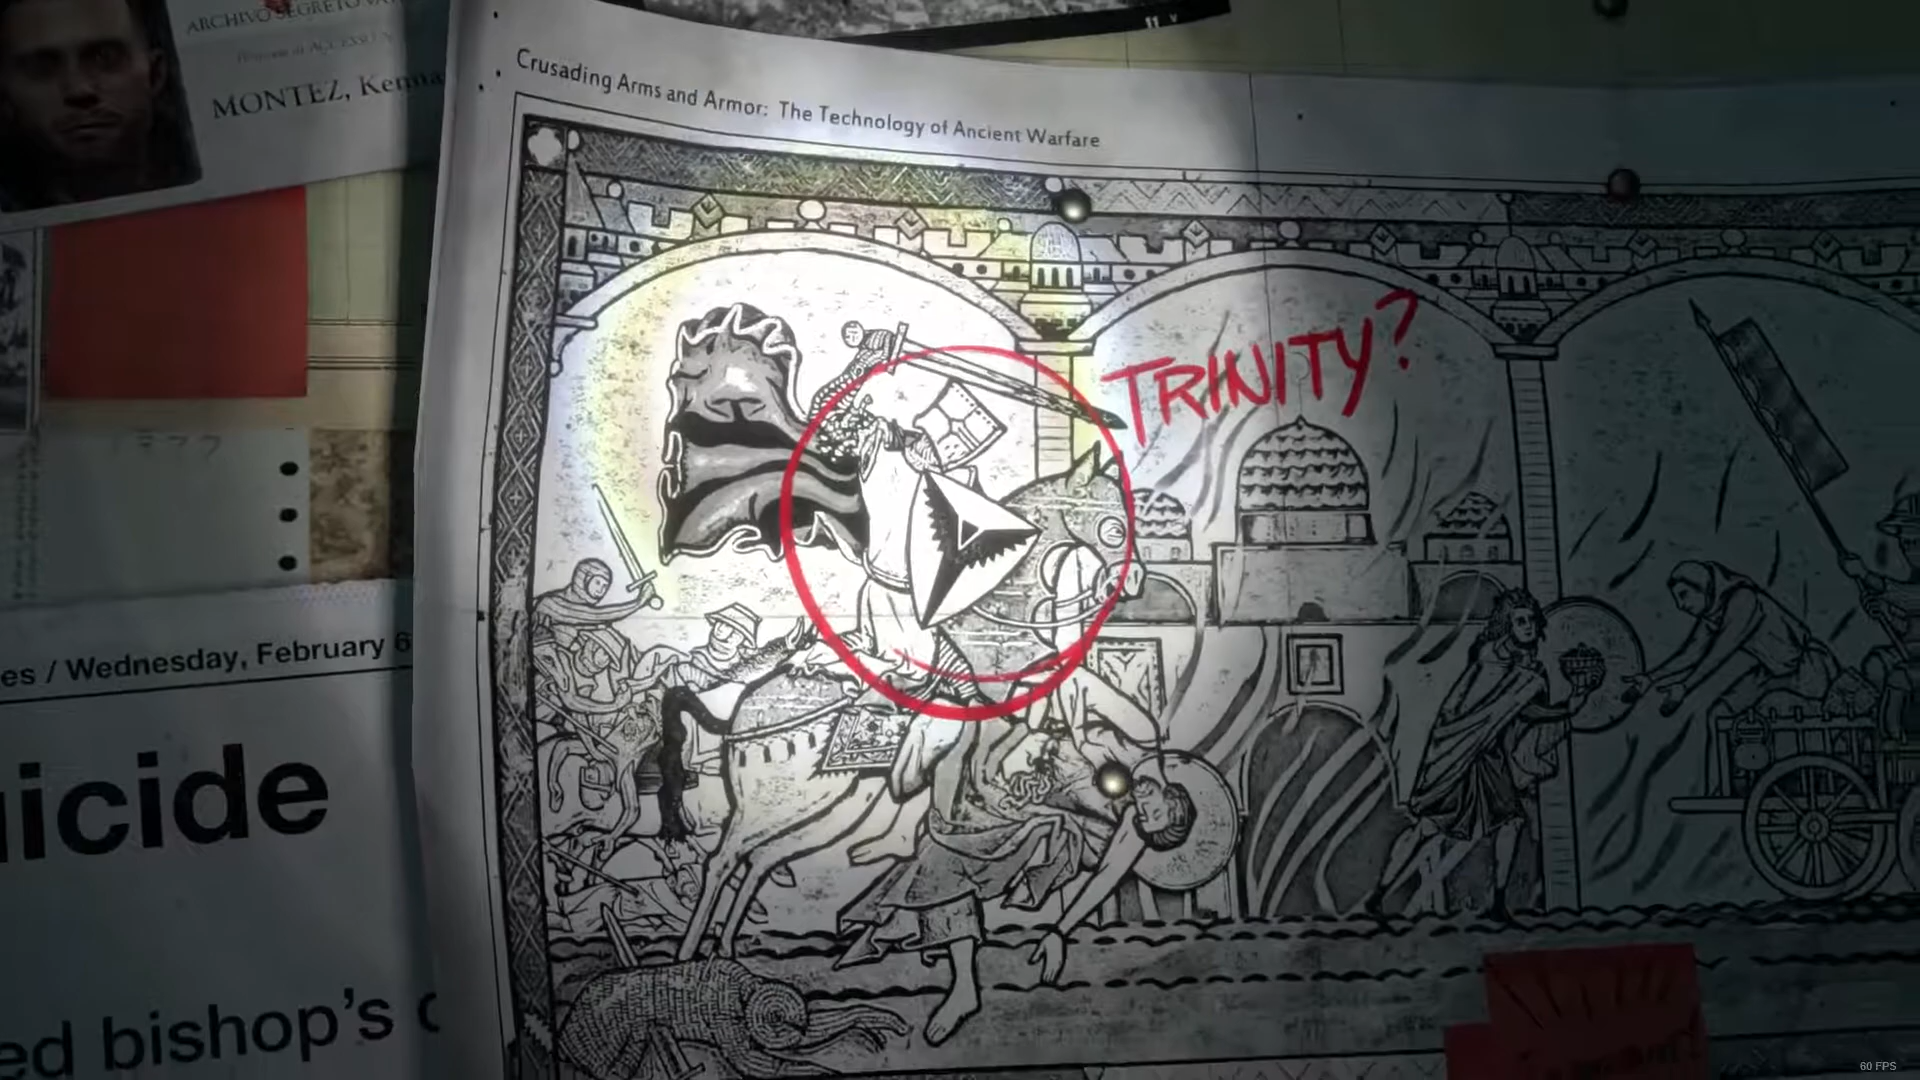 ARCHIVO SEGRETO
MONTEZ, Kenna
Crusading Arms and Armor: The Technology of Ancient Warfare
TRINITY?
es / Wednesday, February 6
uicide
ed bishop's
60 FPS